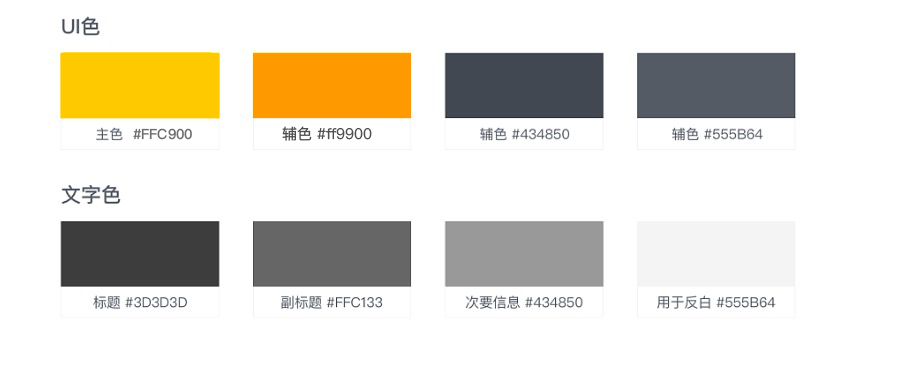 UI色
主色 #FFC900
辅色 #ff9900
辅色 #434850
辅色 #555B64
文字色
标题 #3D3D3D
副标题 #FFC133
次要信息 #434850
用于反白 #555B64